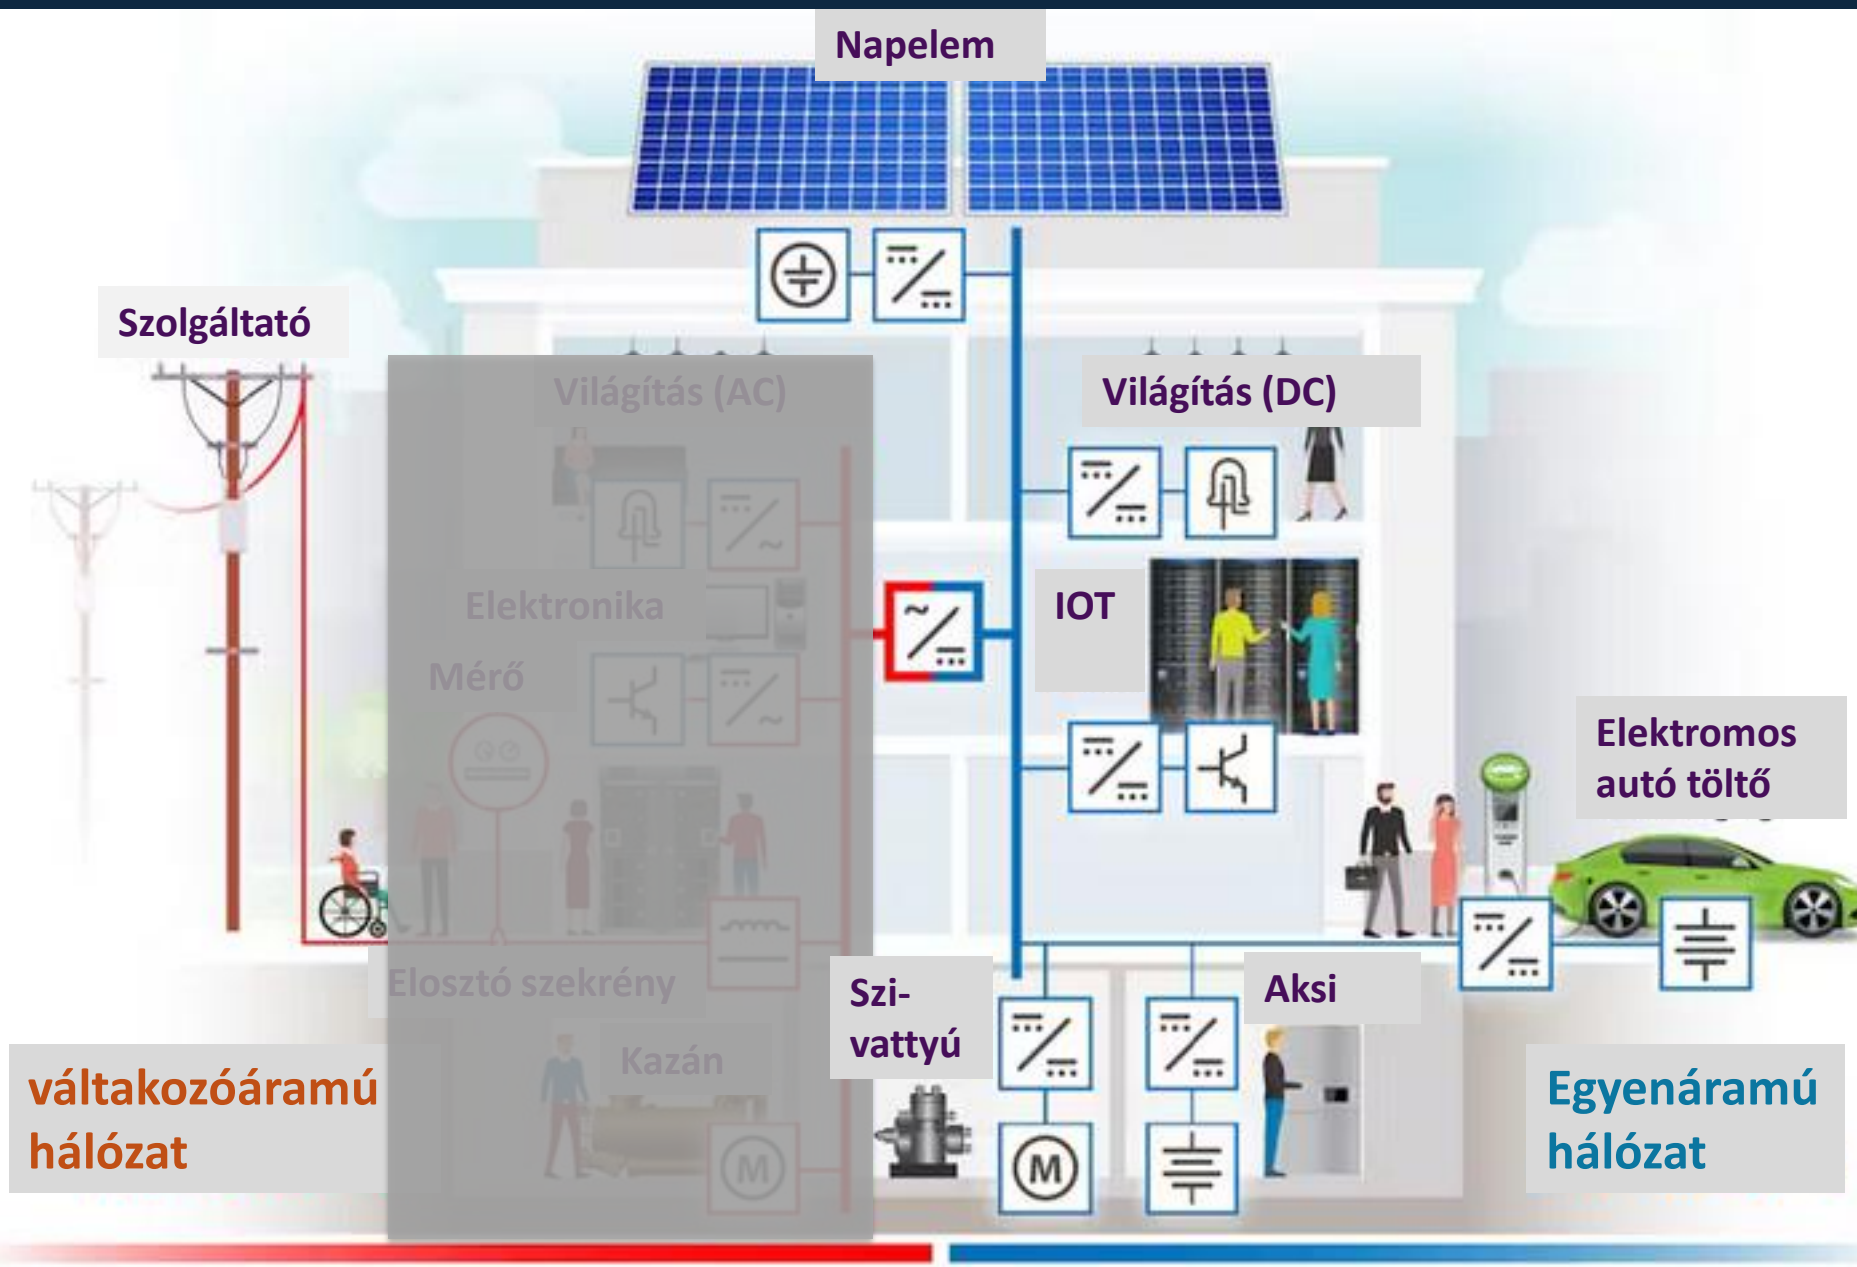 Napelem
Szolgáltató
Világítás (AC)
Világítás (DC)
Elektronika
IOT
Mérő
Elektromos
autó töltő
Elosztó szekrény
Szi-
vattyú
Aksi
Kazán
M
M
váltakozóáramú
hálózat
Egyenáramú
hálózat